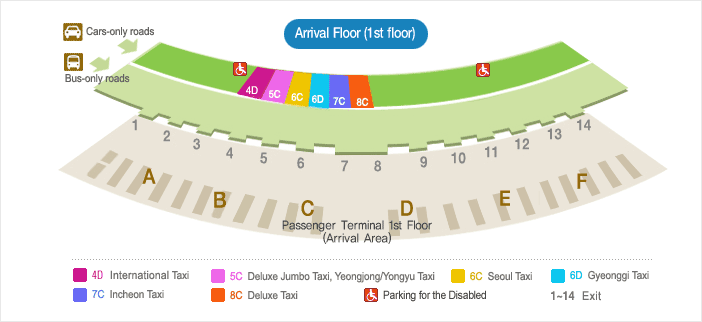 Arrival Floor (1st floor)
Cars-only roads
Bus-only roads
4D 5C 6C 6D 7C 8C
1 2 3 4 5 6 7 8 9 10 11 12 13 14
A B C D E F
Passenger Terminal 1st Floor
(Arrival Area)
4D International Taxi 5C Deluxe Jumbo Taxi, Yeongjong/Yongyu Taxi 6C Seoul Taxi 6D Gyeonggi Taxi
7C Incheon Taxi 8C Deluxe Taxi Parking for the Disabled 1~14 Exit